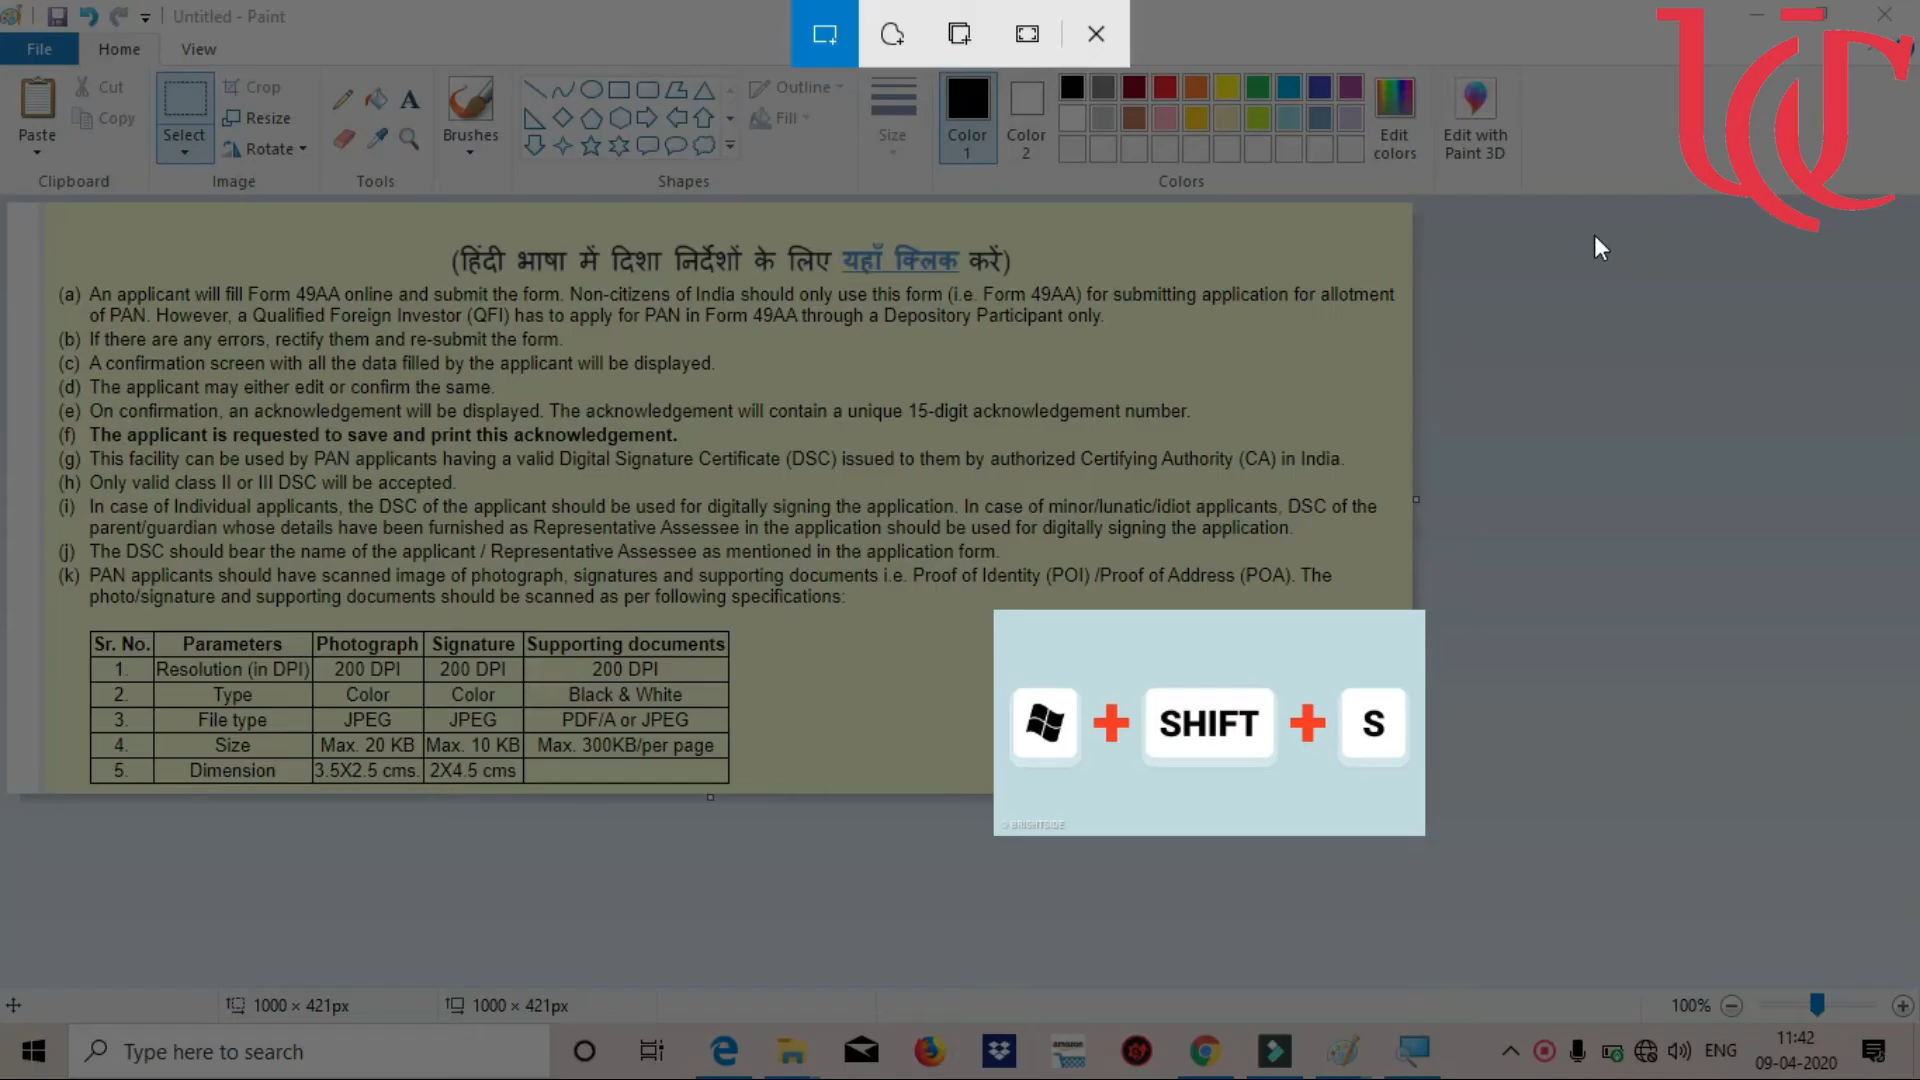 Untitled - Paint
File
Home
View
Paste
Cut
Copy
Clipboard
Select
Crop
Resize
Rotate
Image
A
Tools
Brushes
Shapes
Outline
Fill
Size
Color
1
Color
2
Colors
Edit
colors
Edit with
Paint 3D
UCC
(हिंदी भाषा में दिशा निर्देशों के लिए यहाँ क्लिक करें)
(a) An applicant will fill Form 49AA online and submit the form. Non-citizens of India should only use this form (i.e. Form 49AA) for submitting application for allotment
of PAN. However, a Qualified Foreign Investor (QFI) has to apply for PAN in Form 49AA through a Depository Participant only.
(b) If there are any errors, rectify them and re-submit the form.
(c) A confirmation screen with all the data filled by the applicant will be displayed.
(d) The applicant may either edit or confirm the same.
(e) On confirmation, an acknowledgement will be displayed. The acknowledgement will contain a unique 15-digit acknowledgement number.
(f) The applicant is requested to save and print this acknowledgement.
(g) This facility can be used by PAN applicants having a valid Digital Signature Certificate (DSC) issued to them by authorized Certifying Authority (CA) in India.
(h) Only valid class II or III DSC will be accepted.
(i) In case of Individual applicants, the DSC of the applicant should be used for digitally signing the application. In case of minor/lunatic/idiot applicants, DSC of the
parent/guardian whose details have been furnished as Representative Assessee in the application should be used for digitally signing the application.
(j) The DSC should bear the name of the applicant / Representative Assessee as mentioned in the application form.
(k) PAN applicants should have scanned image of photograph, signatures and supporting documents i.e. Proof of Identity (POI) /Proof of Address (POA). The
photo/signature and supporting documents should be scanned as per following specifications:
Sr. No. Parameters Photograph Signature Supporting documents
1. Resolution (in DPI) 200 DPI 200 DPI 200 DPI
2. Type Color Color Black & White
3. File type JPEG JPEG PDF/A or JPEG
4. Size Max. 20 KB Max. 10 KB Max. 300KB/per page
5. Dimension 3.5X2.5 cms. 2X4.5 cms
+ SHIFT + S
© BRIGHTSIDE
1000 × 421px
1000 × 421px
100%
Type here to search
amazon
ENG
11:42
09-04-2020